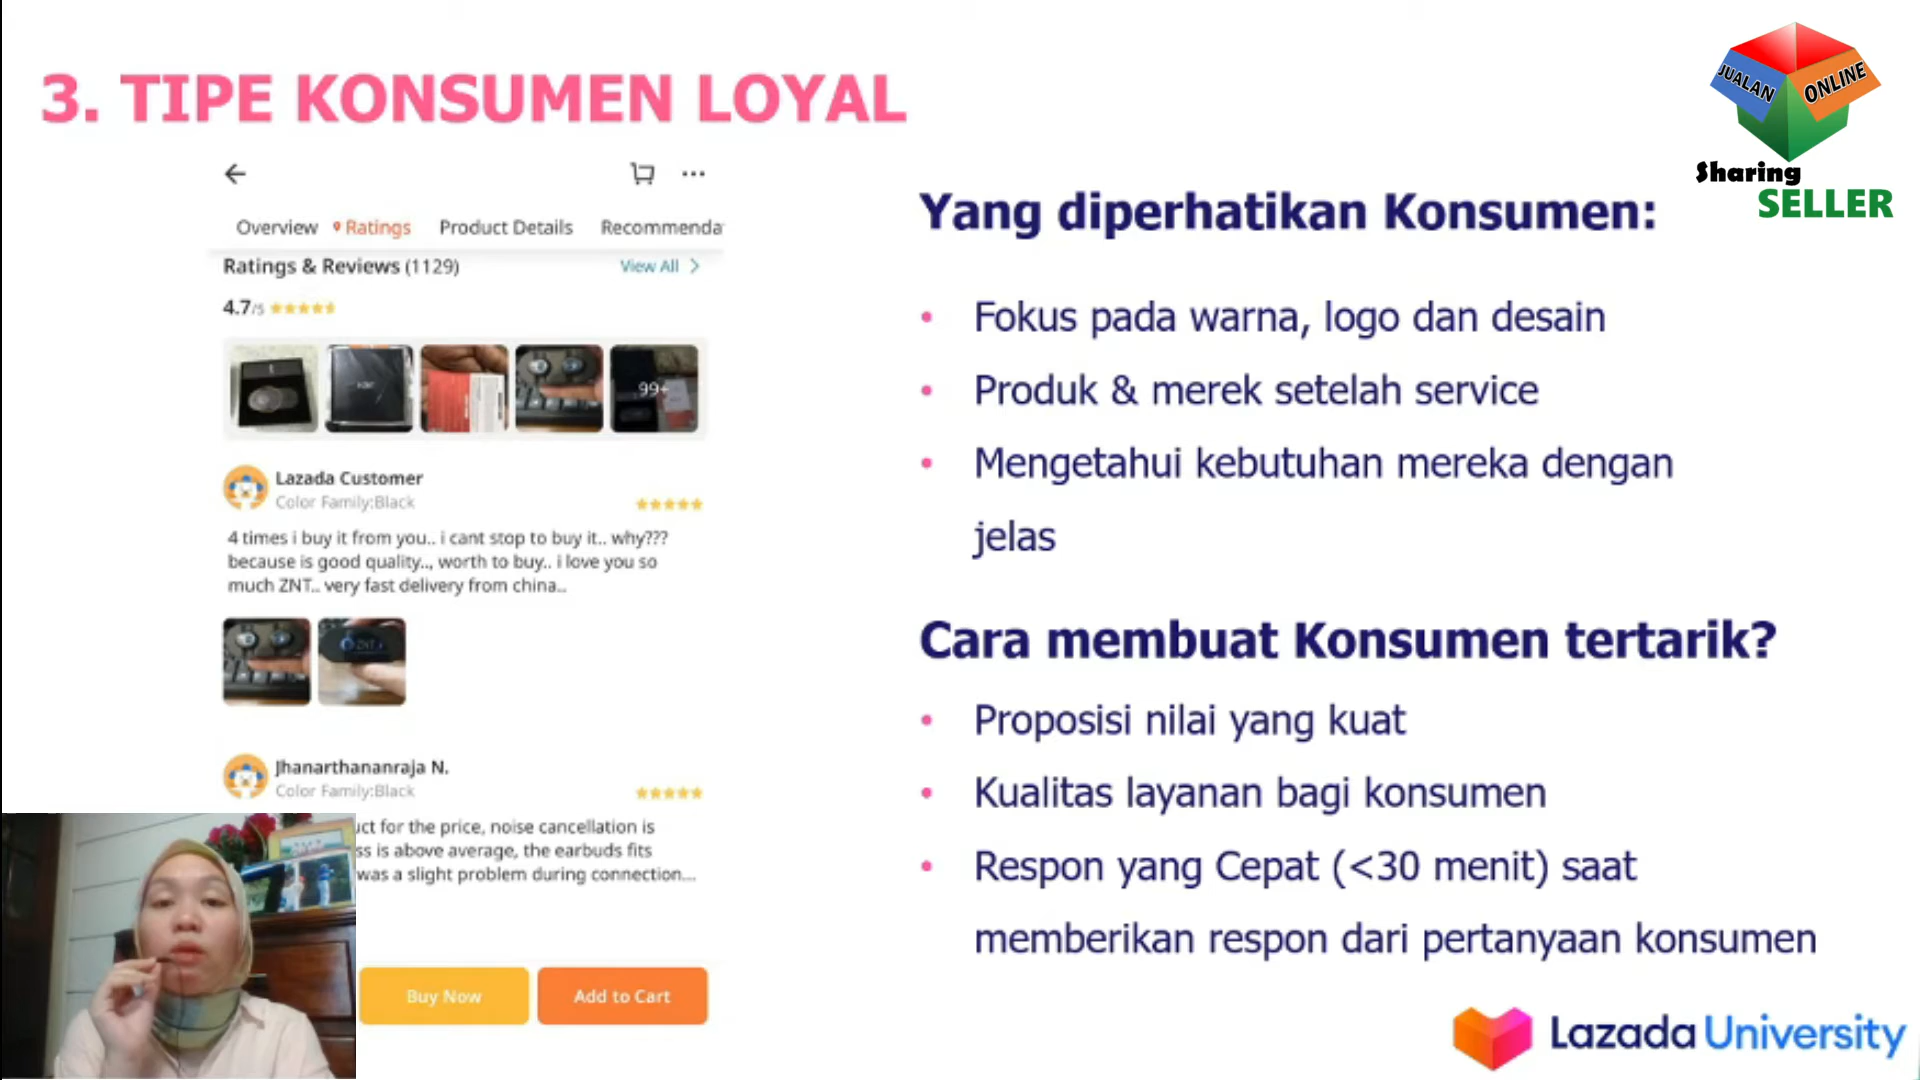 3. TIPE KONSUMEN LOYAL
JUALAN ONLINE
Sharing
SELLER
Overview Ratings Product Details Recommenda
Ratings & Reviews (1129) View All >
4.7/5
99+
Lazada Customer
Color Family:Black
4 times i buy it from you.. i cant stop to buy it.. why???
because is good quality.., worth to buy.. i love you so
much ZNT.. very fast delivery from china..
ZNT
Jhanarthananraja N.
Color Family:Black
uct for the price, noise cancellation is
ss is above average, the earbuds fits
was a slight problem during connection...
Buy Now Add to Cart
Yang diperhatikan Konsumen:
• Fokus pada warna, logo dan desain
• Produk & merek setelah service
• Mengetahui kebutuhan mereka dengan
jelas
Cara membuat Konsumen tertarik?
• Proposisi nilai yang kuat
• Kualitas layanan bagi konsumen
• Respon yang Cepat (<30 menit) saat
memberikan respon dari pertanyaan konsumen
Lazada University